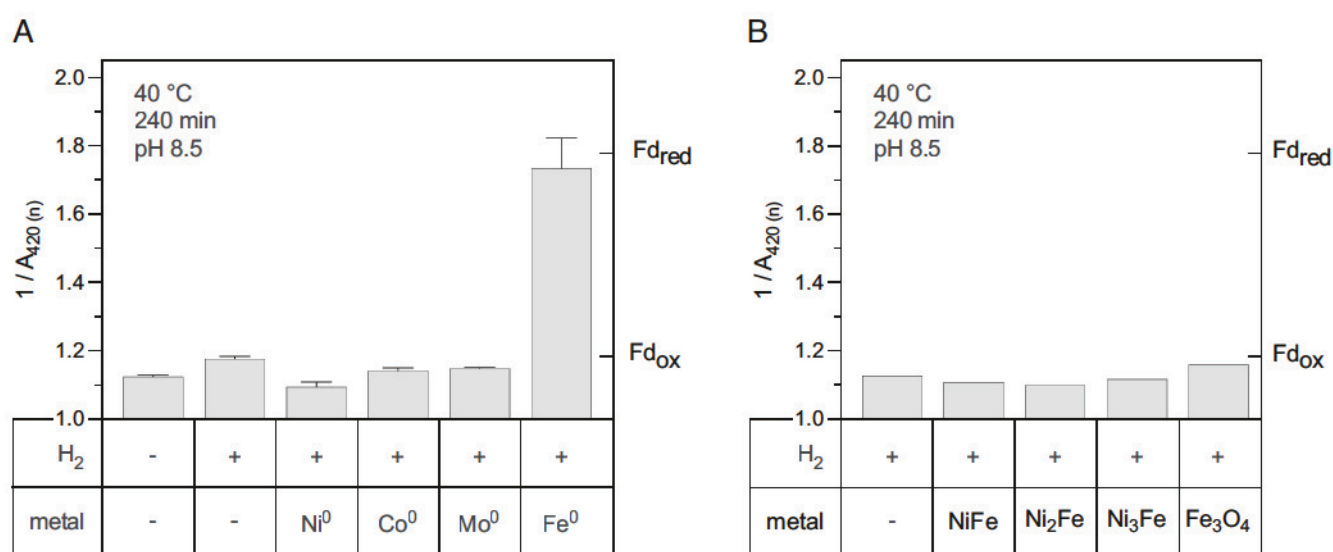 A
2.0
1.8
1.6
1.4
1.2
1.0
1 / A420 (n)
40 °C
240 min
pH 8.5
Fdred
Fdox
H2 - + + + + +
metal - - Ni0 Co0 Mo0 Fe0
B
2.0
1.8
1.6
1.4
1.2
1.0
1 / A420 (n)
40 °C
240 min
pH 8.5
Fdred
Fdox
H2 + + + + +
metal - NiFe Ni2Fe Ni3Fe Fe3O4